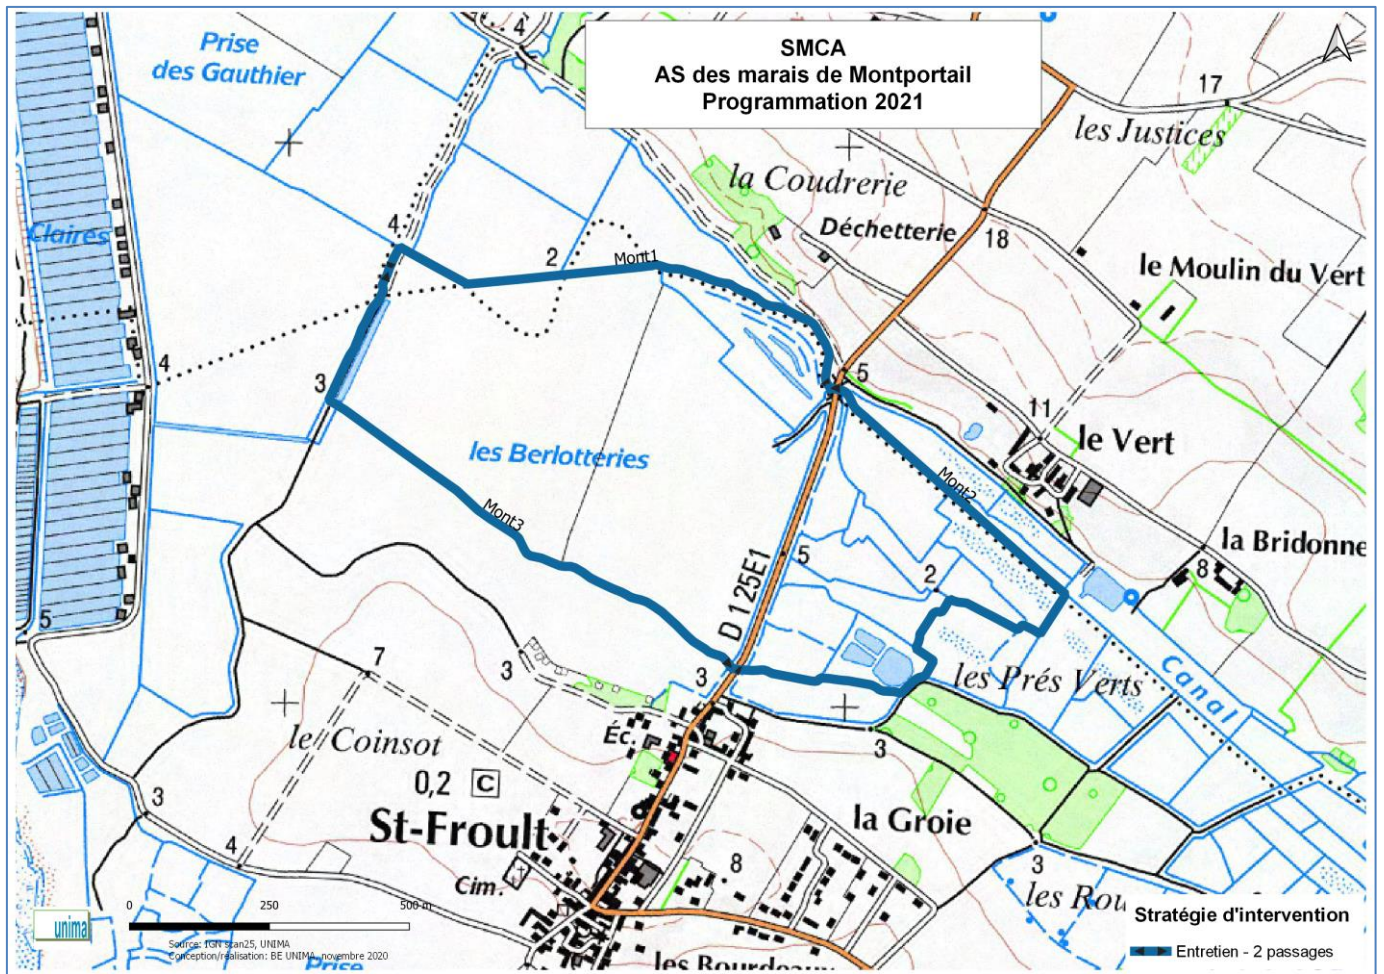 SMCA
AS des marais de Montportail
Programmation 2021
Prise
des Gauthier
4
17
les Justices
la Coudrerie
Déchetterie
18
le Moulin du Vert
Claires
4
2
Mont1
4
3
5
11
le Vert
les Berlotteries
Mont2
Mont3
la Bridonne
8
5
D 125E1
2
5
7
3
3
les Prés Verts
Canal
le Coinsot
Éc.
3
0,2 C
3
St-Froult
la Groie
4
8
3
Cim.
les Rou
Stratégie d'intervention
Entretien - 2 passages
0 250 500 m
unima
Source: IGN scan25, UNIMA
Conception/réalisation: BE UNIMA, novembre 2020
Prise
les Bourdeaux